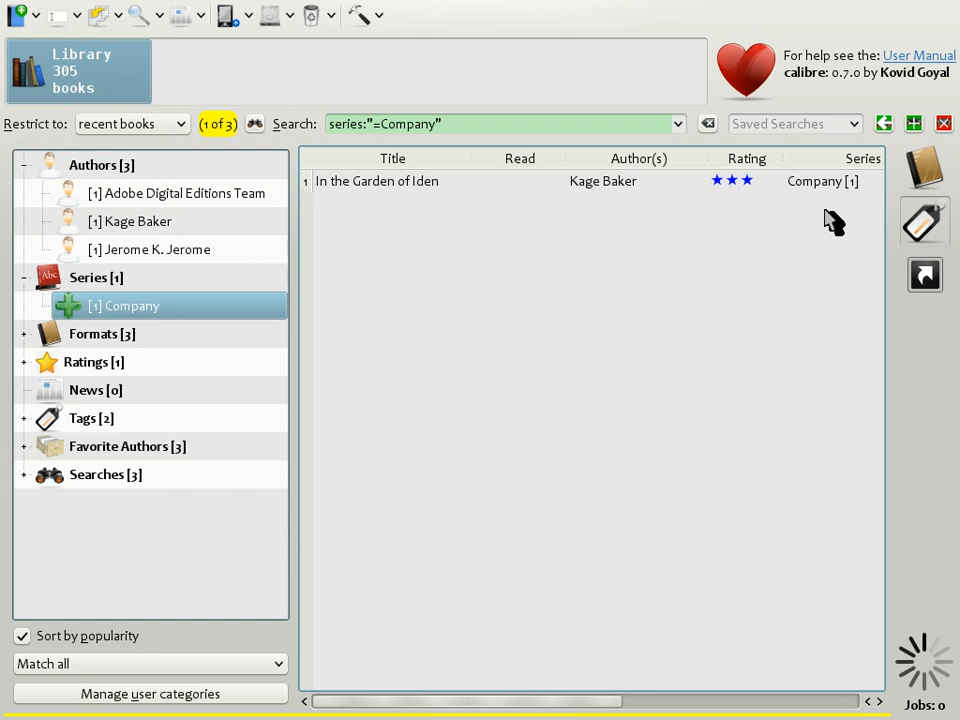 Library
305
books
For help see the: User Manual
calibre: 0.7.0 by Kovid Goyal
Restrict to: recent books (1 of 3) Search: series:"=Company" Saved Searches
Authors [3]
[1] Adobe Digital Editions Team
[1] Kage Baker
[1] Jerome K. Jerome
Series [1]
[1] Company
Formats [3]
Ratings [1]
News [0]
Tags [2]
Favorite Authors [3]
Searches [3]
Sort by popularity
Match all
Manage user categories
Title Read Author(s) Rating Series
1 In the Garden of Iden Kage Baker ★★★ Company [1]
Abc
Jobs: 0